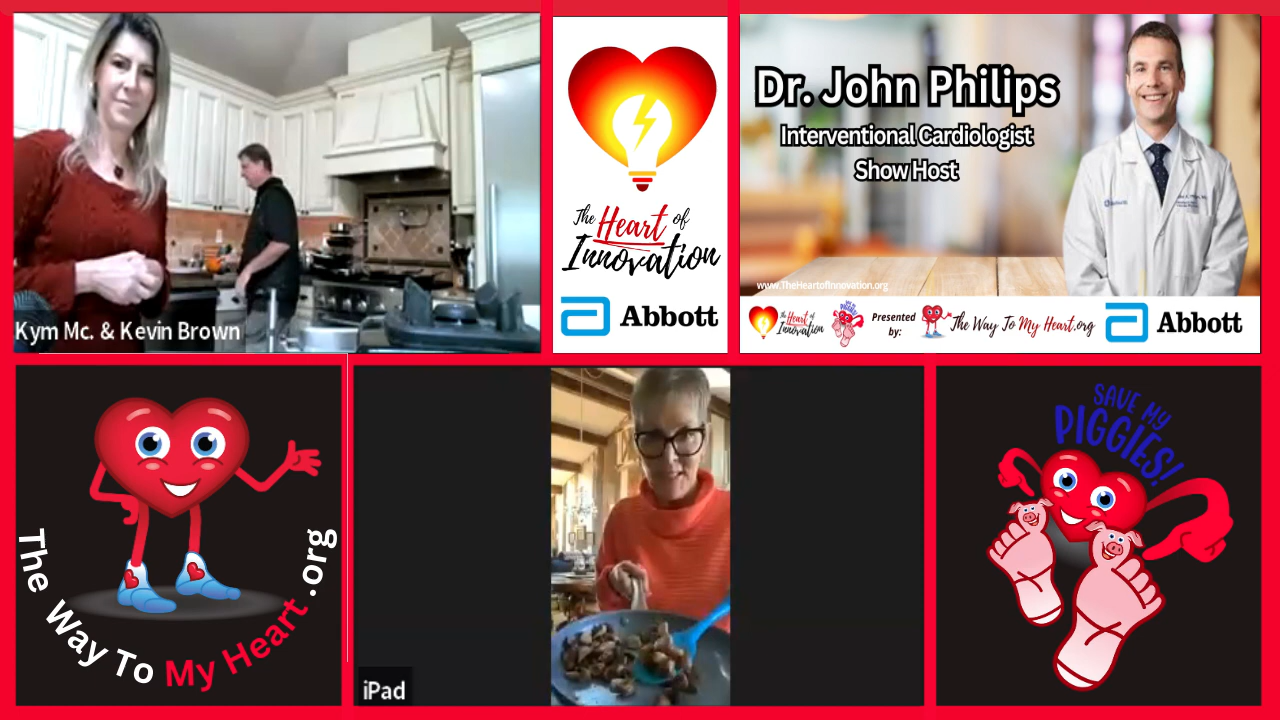 Kym Mc. & Kevin Brown
The Heart of
Innovation
Abbott
Dr. John Philips
Interventional Cardiologist
Show Host
www.TheHeartofInnovation.org
The Heart of
Innovation
Presented
by:
The Way To My Heart.org
Abbott
The Way To My Heart.org
iPad
SAVE MY
PIGGIES!